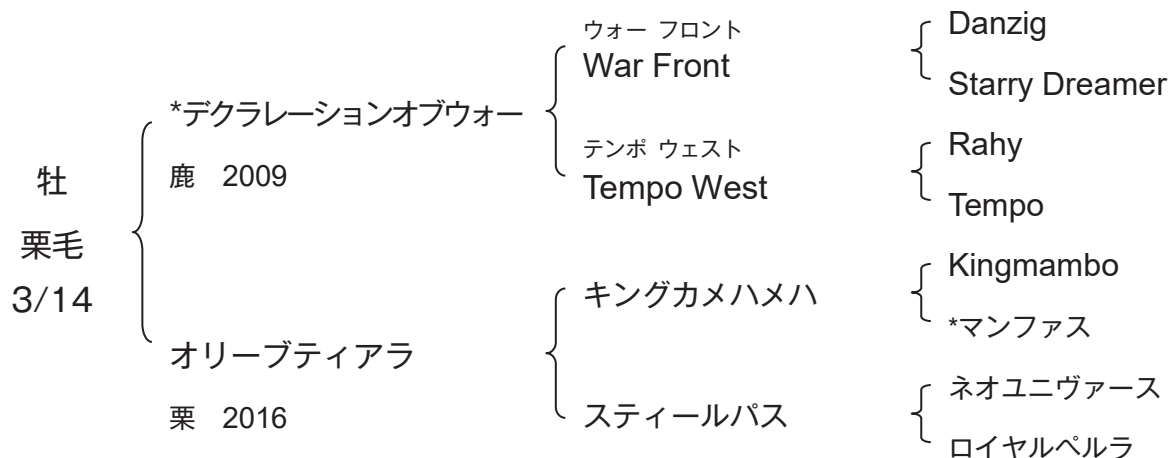 牡
栗毛
3/14
*デクラレーションオブウォー
鹿 2009
オリーブティアラ
栗 2016
ウォー フロント
War Front
テンポ ウェスト
Tempo West
キングカメハメハ
スティールパス
Danzig
Starry Dreamer
Rahy
Tempo
Kingmambo
*マンファス
ネオユニヴァース
ロイヤルペルラ